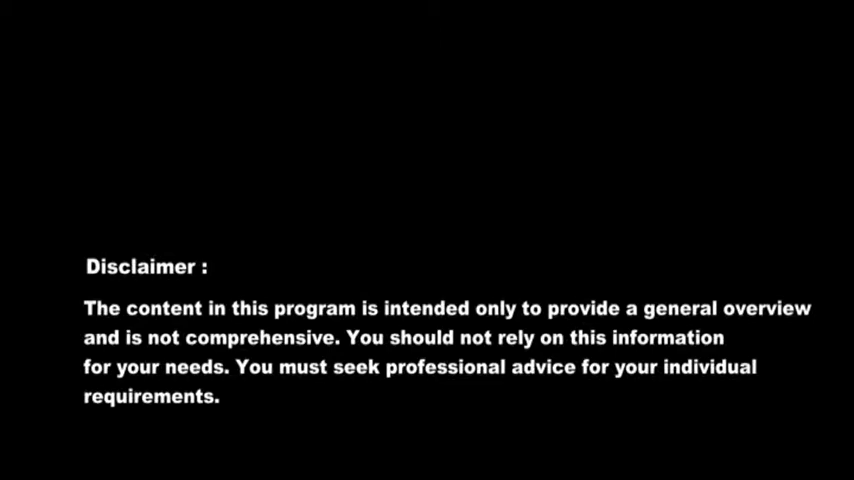 Disclaimer :
The content in this program is intended only to provide a general overview
and is not comprehensive. You should not rely on this information
for your needs. You must seek professional advice for your individual
requirements.